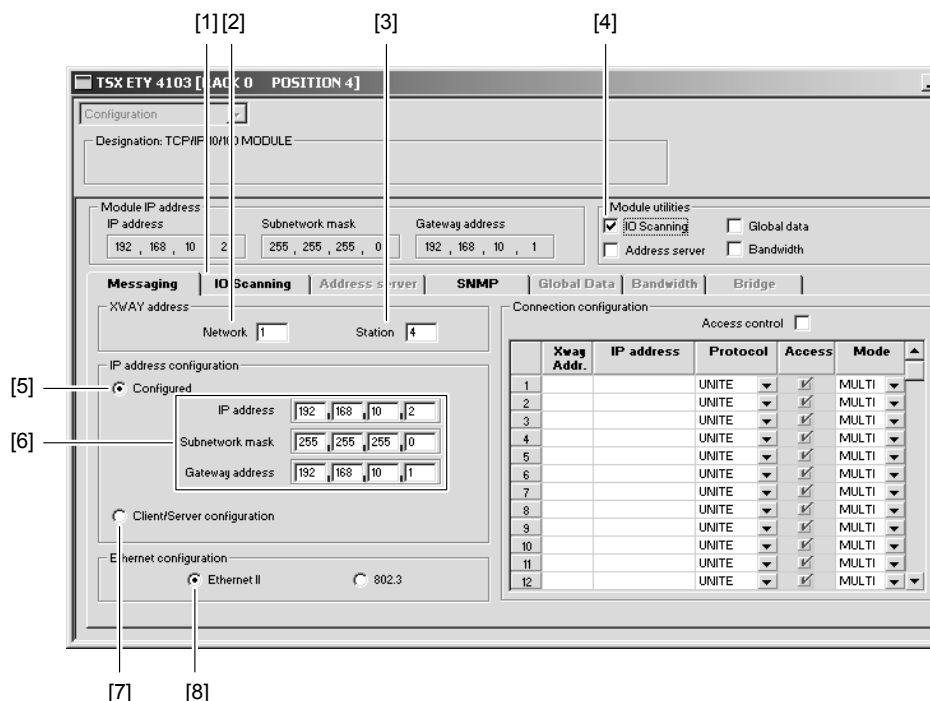 [1] [2] [3] [4]
TSX ETY 4103 [RACK 0 POSITION 4]
Configuration
Designation: TCP/IP 10/100 MODULE
Module IP address
IP address Subnetwork mask Gateway address
192 , 168 , 10 , 2 255 , 255 , 255 , 0 192 , 168 , 10 , 1
Module utilities
IO Scanning Global data
Address server Bandwidth
Messaging IO Scanning Address server SNMP Global Data Bandwidth Bridge
XWAY address
Network 1 Station 4
IP address configuration
[5] Configured
[6]
IP address 192 , 168 , 10 , 2
Subnetwork mask 255 , 255 , 255 , 0
Gateway address 192 , 168 , 10 , 1
Client/Server configuration
Ethernet configuration
Ethernet II 802.3
Connection configuration
Access control
Xway Addr. IP address Protocol Access Mode
1 UNITE MULTI
2 UNITE MULTI
3 UNITE MULTI
4 UNITE MULTI
5 UNITE MULTI
6 UNITE MULTI
7 UNITE MULTI
8 UNITE MULTI
9 UNITE MULTI
10 UNITE MULTI
11 UNITE MULTI
12 UNITE MULTI
[7] [8]